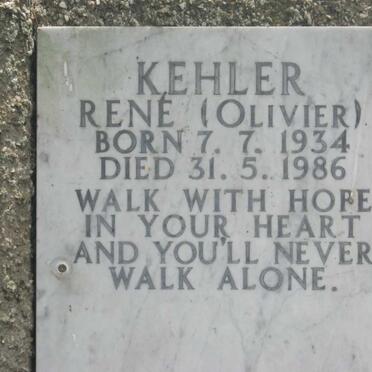 KEHLER
RENÉ (OLIVIER)
BORN 7. 7. 1934
DIED 31. 5. 1986
WALK WITH HOPE
IN YOUR HEART
AND YOU'LL NEVER
WALK ALONE.